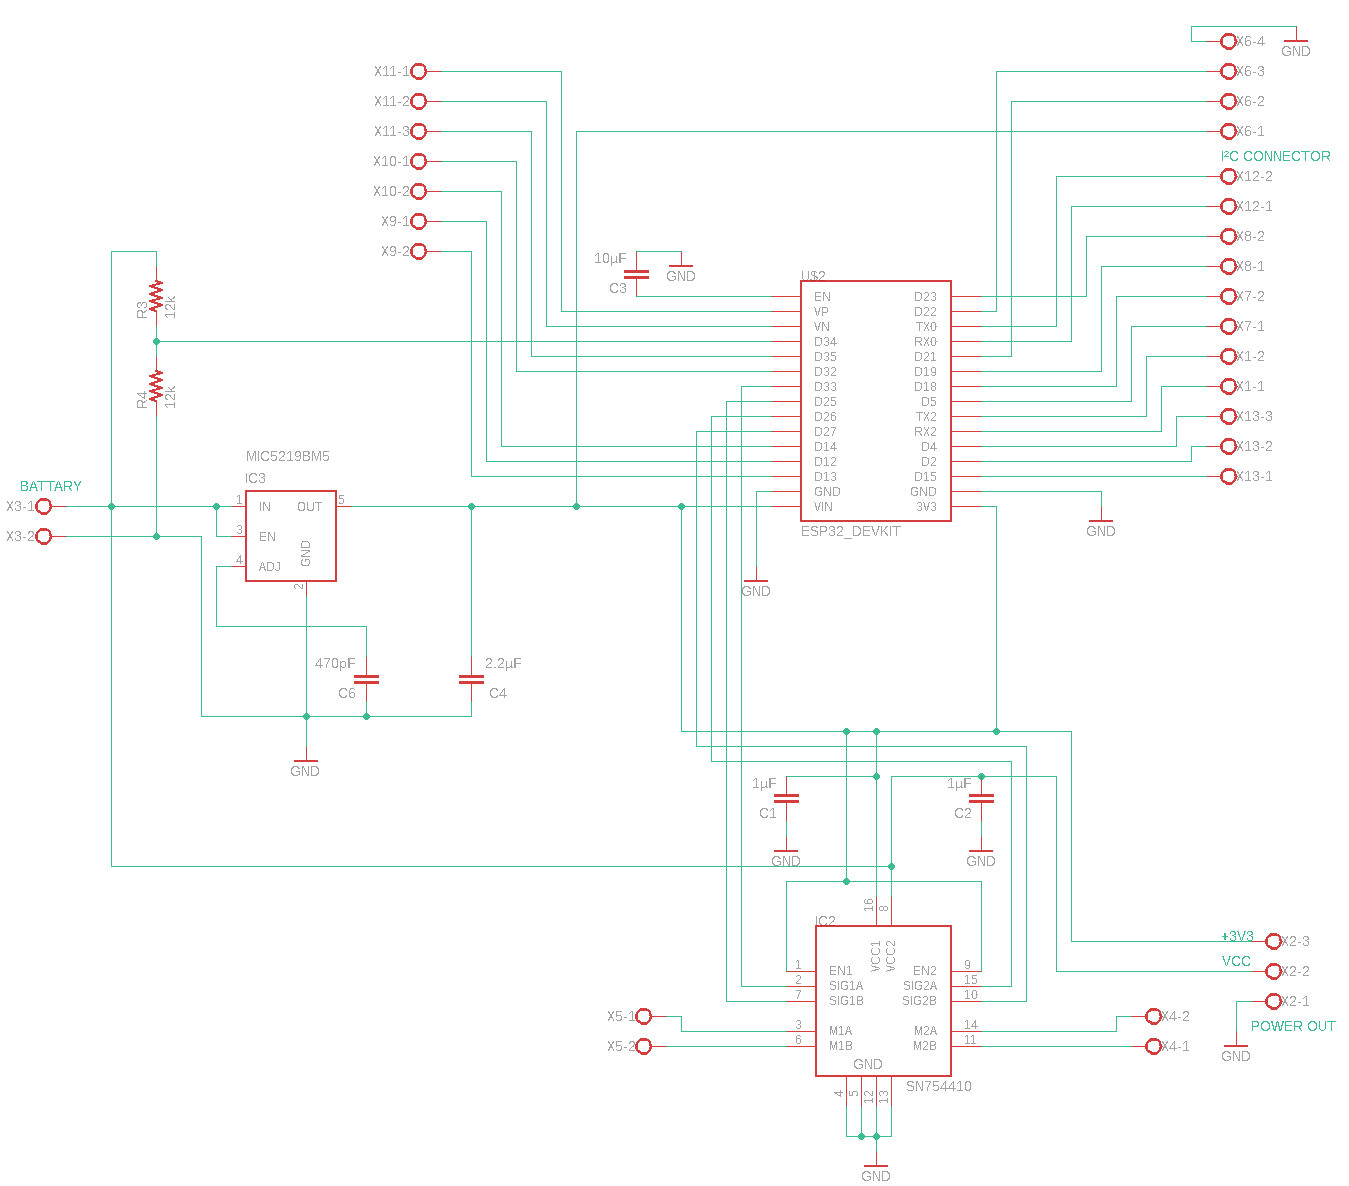 X6-4
GND
X11-1
X6-3
X11-2
X6-2
X11-3
X6-1
I²C CONNECTOR
X10-1
X12-2
X10-2
X12-1
X9-1
X8-2
X9-2
X8-1
10µF
C3
GND
X7-2
X7-1
X1-2
X1-1
X13-3
X13-2
X13-1
U$2
EN D23
VP D22
VN TX0
D34 RX0
D35 D21
D32 D19
D33 D18
D25 D5
D26 TX2
D27 RX2
D14 D4
D12 D2
D13 D15
GND GND
VIN 3V3
ESP32_DEVKIT
GND
GND
R3
12k
R4
12k
MIC5219BM5
IC3
BATTARY
X3-1
X3-2
1 IN OUT 5
3 EN
4 ADJ
GND
2
470pF
C6
2.2µF
C4
GND
1µF
C1
GND
1µF
C2
GND
IC2
16
8
VCC1
VCC2
1 EN1 EN2 9
2 SIG1A SIG2A 15
7 SIG1B SIG2B 10
3 M1A M2A 14
6 M1B M2B 11
GND
SN754410
4
5
12
13
GND
X5-1
X5-2
X4-2
X4-1
+3V3
X2-3
VCC
X2-2
X2-1
POWER OUT
GND